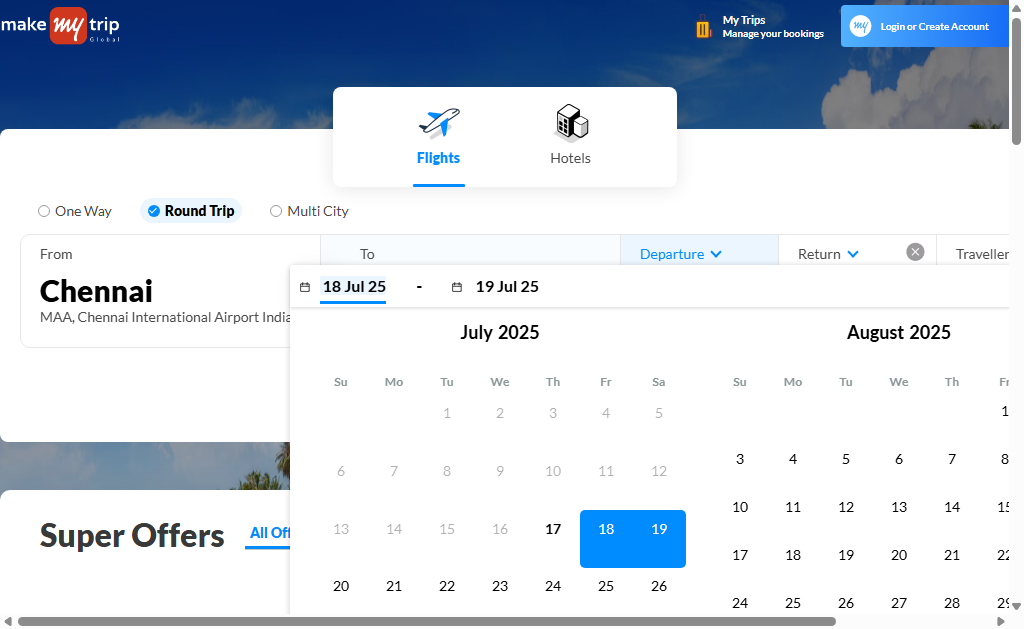 make my trip
Global
My Trips
Manage your bookings
my Login or Create Account
Flights
Hotels
One Way
Round Trip
Multi City
From
To
Departure
Return
Traveller
Chennai
MAA, Chennai International Airport India
18 Jul 25 - 19 Jul 25
July 2025
August 2025
Su Mo Tu We Th Fr Sa
Su Mo Tu We Th Fr
1 2 3 4 5
1
6 7 8 9 10 11 12
3 4 5 6 7 8
13 14 15 16 17 18 19
10 11 12 13 14 15
20 21 22 23 24 25 26
17 18 19 20 21 22
24 25 26 27 28 29
Super Offers
All Off